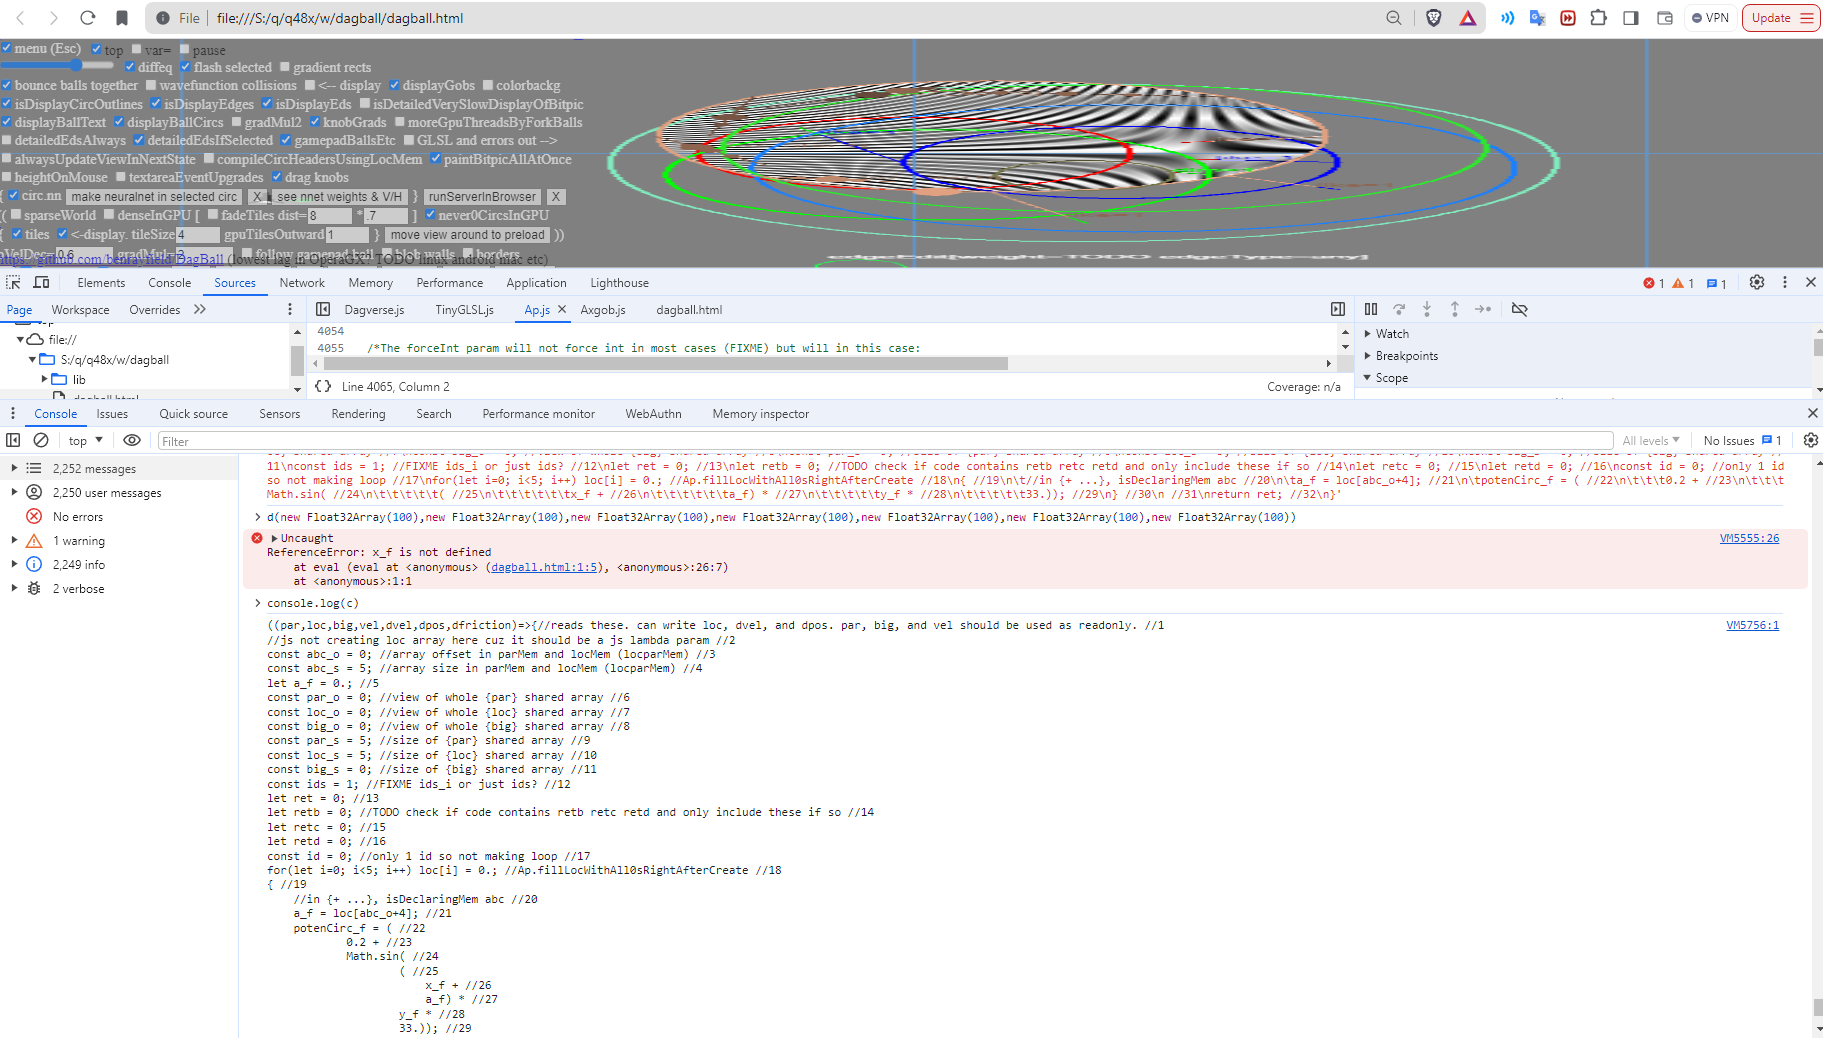 File file:///S:/q/q48x/w/dagball/dagball.html VPN Update
menu (Esc) top var= pause
diffeq flash selected gradient rects
bounce balls together wavefunction collisions <-- display displayGobs colorbackg
isDisplayCircOutlines isDisplayEdges isDisplayEds isDetailedVerySlowDisplayOfBitpic
displayBallText displayBallCircs gradMul2 knobGrads moreGpuThreadsByForkBalls
detailedEdsAlways detailedEdsIfSelected gamepadBallsEtc GLSL and errors out -->
alwaysUpdateViewInNextState compileCircHeadersUsingLocMem paintBitpicAllAtOnce
heightOnMouse textareaEventUpgrades drag knobs
{ circ.nn make neuralnet in selected circ X see nnet weights & V/H } runServerInBrowser X
[( sparseWorld denseInGPU [ fadeTiles dist= 8 * .7 ] never0CircsInGPU
{ tiles <-display. tileSize 4 gpuTilesOutward 1 } move view around to preload ))
VelDec= 0.6 gradMul= 2 follow gamepad ball blob walls borders
https://github.com/benrayfield/DagBall (lowest lag in OperaGX? TODO linux android mac etc)
Elements Console Sources Network Memory Performance Application Lighthouse 1 1 1
Page Workspace Overrides Dagverse.js TinyGLSL.js Ap.js Axgob.js dagball.html
top
file://
S:/q/q48x/w/dagball
lib
dagball.html
4054
4055 /*The forceInt param will not force int in most cases (FIXME) but will in this case:
{} Line 4065, Column 2 Coverage: n/a
Watch
Breakpoints
Scope
Console Issues Quick source Sensors Rendering Search Performance monitor WebAuthn Memory inspector
top Filter All levels No Issues 1
2,252 messages
2,250 user messages
No errors
1 warning
2,249 info
2 verbose
11\nconst ids = 1; //FIXME ids_i or just ids? //12\nlet ret = 0; //13\nlet retb = 0; //TODO check if code contains retb retc retd and only include these if so //14\nlet retc = 0; //15\nlet retd = 0; //16\nconst id = 0; //only 1 id
so not making loop //17\nfor(let i=0; i<5; i++) loc[i] = 0.; //Ap.fillLocWithAll0sRightAfterCreate //18\n{ //19\n\t//in {+ ...}, isDeclaringMem abc //20\n\ta_f = loc[abc_o+4]; //21\n\tpotenCirc_f = ( //22\n\t\t\t0.2 + //23\n\t\t\t
Math.sin( //24\n\t\t\t\t\t( //25\n\t\t\t\t\t\tx_f + //26\n\t\t\t\t\t\ta_f) * //27\n\t\t\t\t\ty_f * //28\n\t\t\t\t\t33.)); //29\n} //30\n //31\nreturn ret; //32\n}'
d(new Float32Array(100),new Float32Array(100),new Float32Array(100),new Float32Array(100),new Float32Array(100),new Float32Array(100),new Float32Array(100))
Uncaught VM5555:26
ReferenceError: x_f is not defined
at eval (eval at <anonymous> (dagball.html:1:5), <anonymous>:26:7)
at <anonymous>:1:1
console.log(c)
((par,loc,big,vel,dvel,dpos,dfriction)=>{//reads these. can write loc, dvel, and dpos. par, big, and vel should be used as readonly. //1 VM5756:1
//js not creating loc array here cuz it should be a js lambda param //2
const abc_o = 0; //array offset in parMem and locMem (locparMem) //3
const abc_s = 5; //array size in parMem and locMem (locparMem) //4
let a_f = 0.; //5
const par_o = 0; //view of whole {par} shared array //6
const loc_o = 0; //view of whole {loc} shared array //7
const big_o = 0; //view of whole {big} shared array //8
const par_s = 5; //size of {par} shared array //9
const loc_s = 5; //size of {loc} shared array //10
const big_s = 0; //size of {big} shared array //11
const ids = 1; //FIXME ids_i or just ids? //12
let ret = 0; //13
let retb = 0; //TODO check if code contains retb retc retd and only include these if so //14
let retc = 0; //15
let retd = 0; //16
const id = 0; //only 1 id so not making loop //17
for(let i=0; i<5; i++) loc[i] = 0.; //Ap.fillLocWithAll0sRightAfterCreate //18
{ //19
//in {+ ...}, isDeclaringMem abc //20
a_f = loc[abc_o+4]; //21
potenCirc_f = ( //22
0.2 + //23
Math.sin( //24
( //25
x_f + //26
a_f) * //27
y_f * //28
33.)); //29